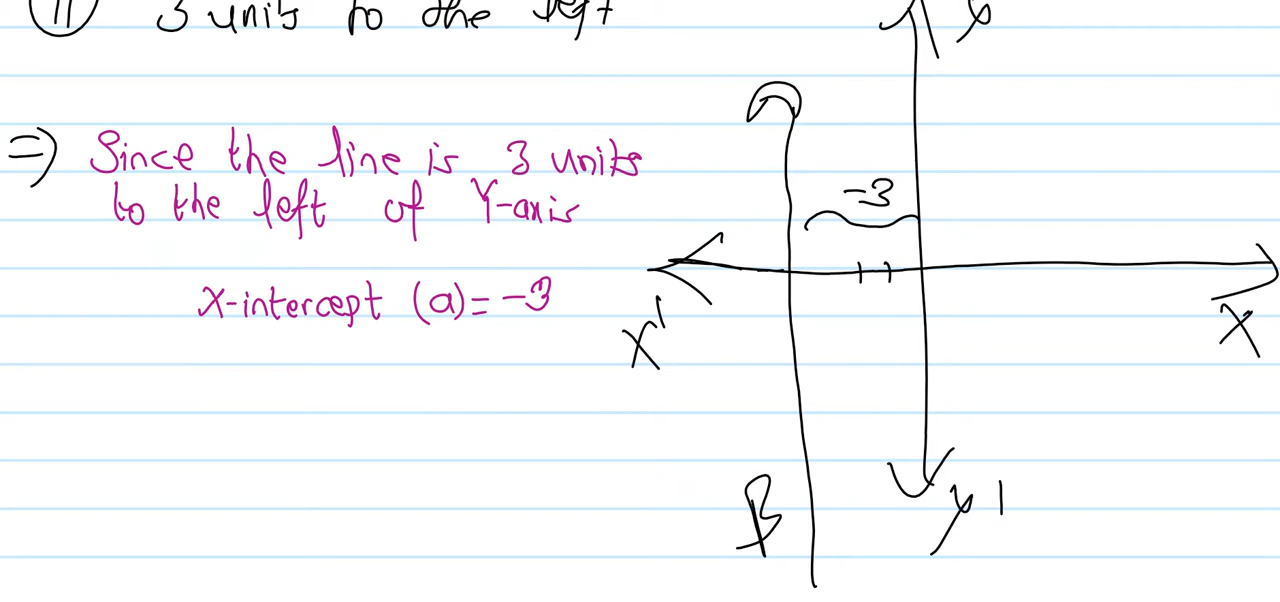 (ii) 3 units to the left
=) Since the line is 3 units
to the left of Y-axis
X-intercept (a) = -3
-3
X'
X
B
y'